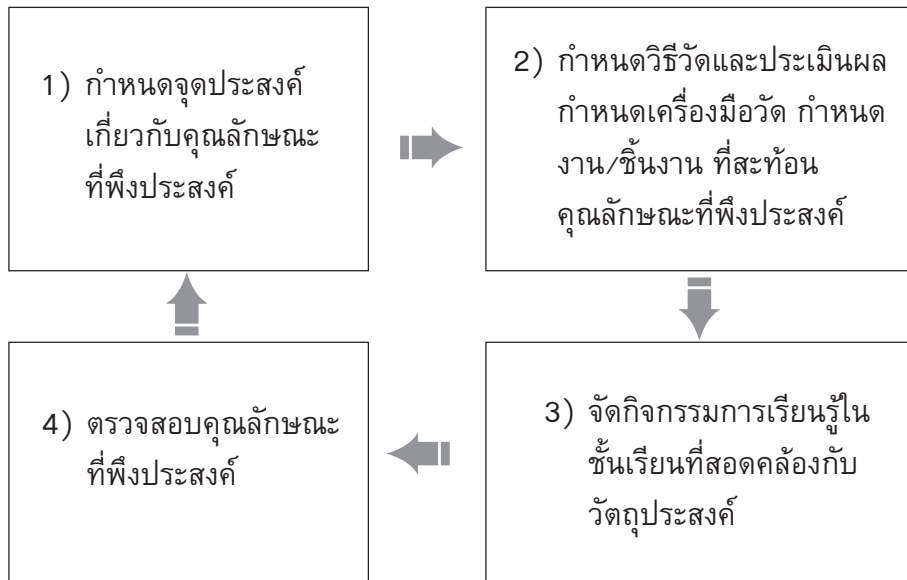 1) กำหนดจุดประสงค์
เกี่ยวกับคุณลักษณะ
ที่พึงประสงค์
2) กำหนดวิธีวัดและประเมินผล
กำหนดเครื่องมือวัด กำหนด
งาน/ชิ้นงาน ที่สะท้อน
คุณลักษณะที่พึงประสงค์
3) จัดกิจกรรมการเรียนรู้ใน
ชั้นเรียนที่สอดคล้องกับ
วัตถุประสงค์
4) ตรวจสอบคุณลักษณะ
ที่พึงประสงค์